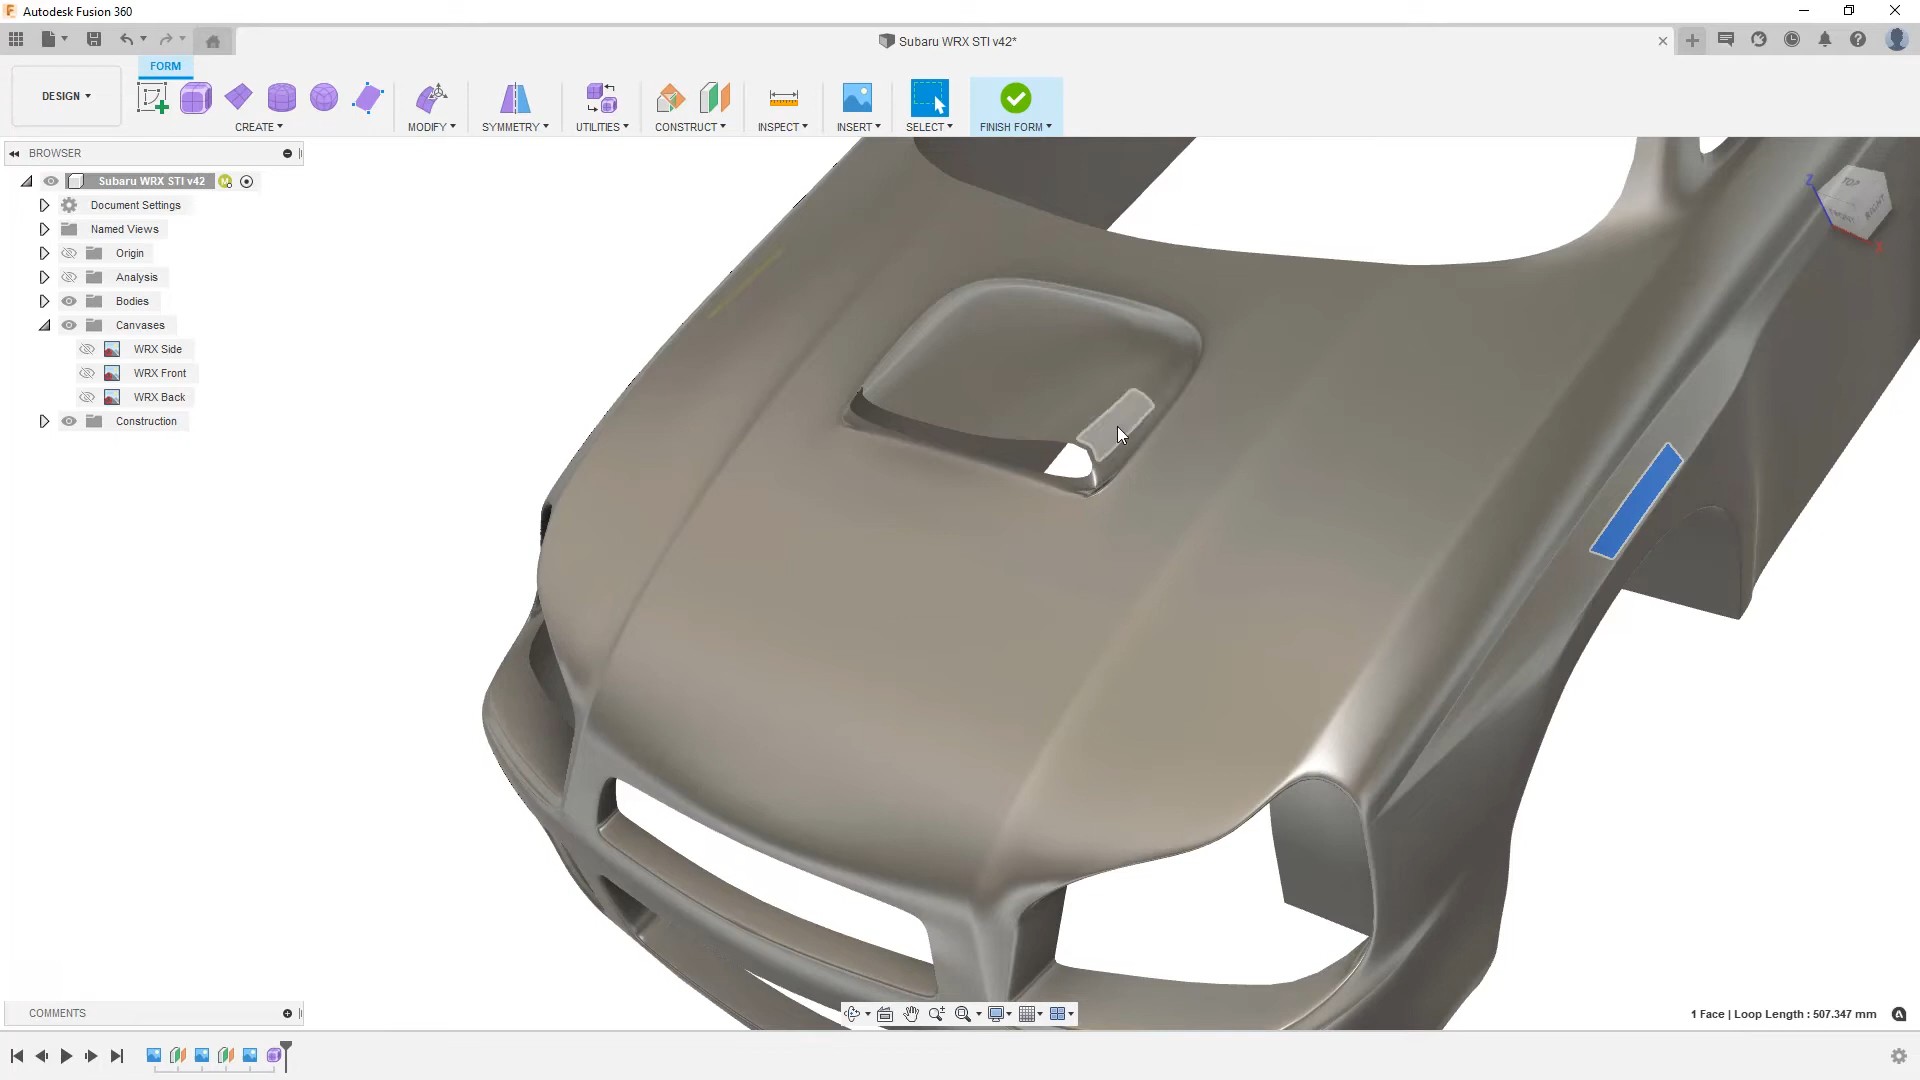 Autodesk Fusion 360
Subaru WRX STI v42*
DESIGN
FORM
CREATE
MODIFY
SYMMETRY
UTILITIES
CONSTRUCT
INSPECT
INSERT
SELECT
FINISH FORM
BROWSER
Subaru WRX STI v42
Document Settings
Named Views
Origin
Analysis
Bodies
Canvases
WRX Side
WRX Front
WRX Back
Construction
Z
TOP
RIGHT
X
COMMENTS
1 Face | Loop Length : 507.347 mm